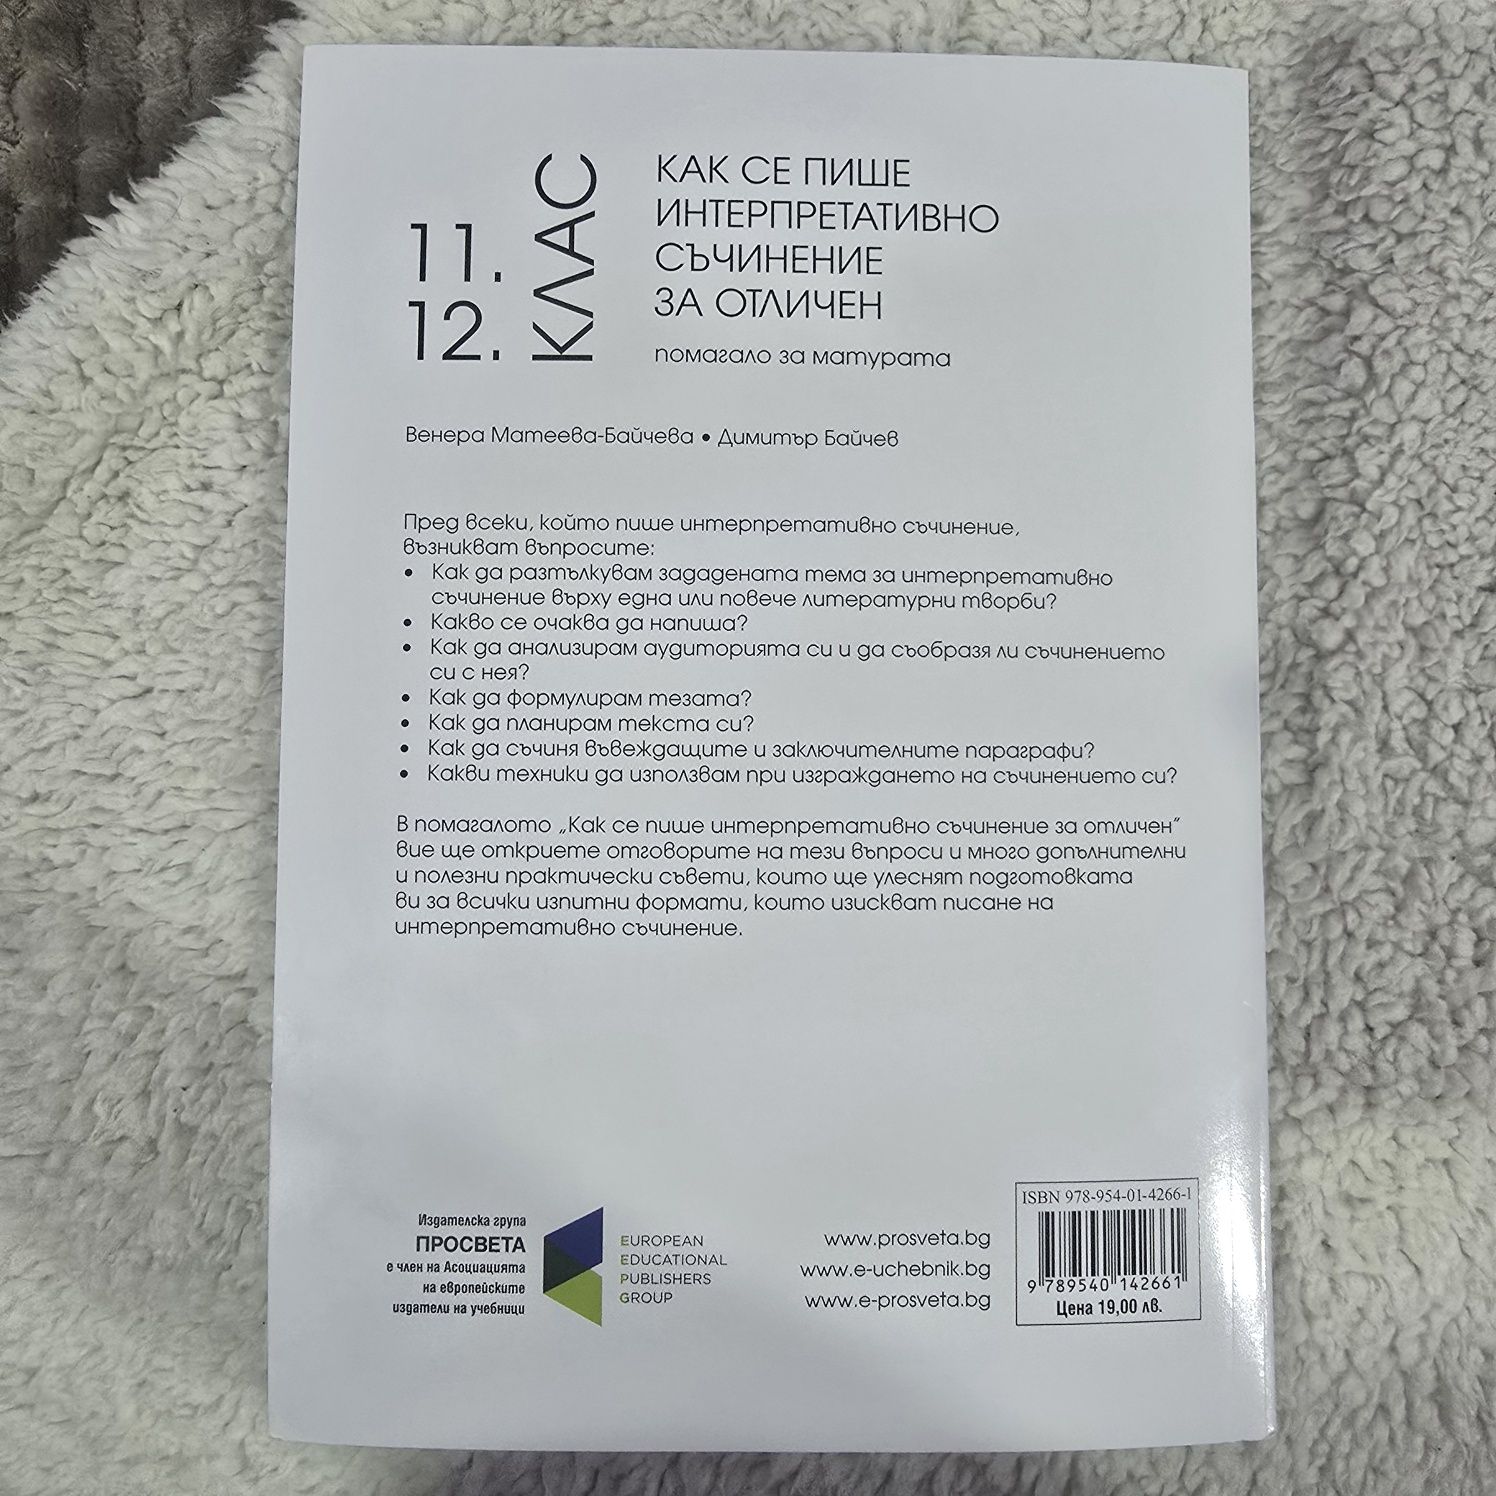 11.
12.
КЛАС
КАК СЕ ПИШЕ
ИНТЕРПРЕТАТИВНО
СЪЧИНЕНИЕ
ЗА ОТЛИЧЕН
помагало за матурата
Венера Матеева-Байчева • Димитър Байчев
Пред всеки, който пише интерпретативно съчинение,
възникват въпросите:
• Как да разтълкувам зададената тема за интерпретативно
съчинение върху една или повече литературни творби?
• Какво се очаква да напиша?
• Как да анализирам аудиторията си и да съобразя ли съчинението
си с нея?
• Как да формулирам тезата?
• Как да планирам текста си?
• Как да съчиня въвеждащите и заключителните параграфи?
• Какви техники да използвам при изграждането на съчинението си?
В помагалото „Как се пише интерпретативно съчинение за отличен“
вие ще откриете отговорите на тези въпроси и много допълнителни
и полезни практически съвети, които ще улеснят подготовката
ви за всички изпитни формати, които изискват писане на
интерпретативно съчинение.
Издателска група
ПРОСВЕТА
е член на Асоциацията
на европейските
издатели на учебници
EUROPEAN
EDUCATIONAL
PUBLISHERS
GROUP
www.prosveta.bg
www.e-uchebnik.bg
www.e-prosveta.bg
ISBN 978-954-01-4266-1
9 789540 142661
Цена 19,00 лв.